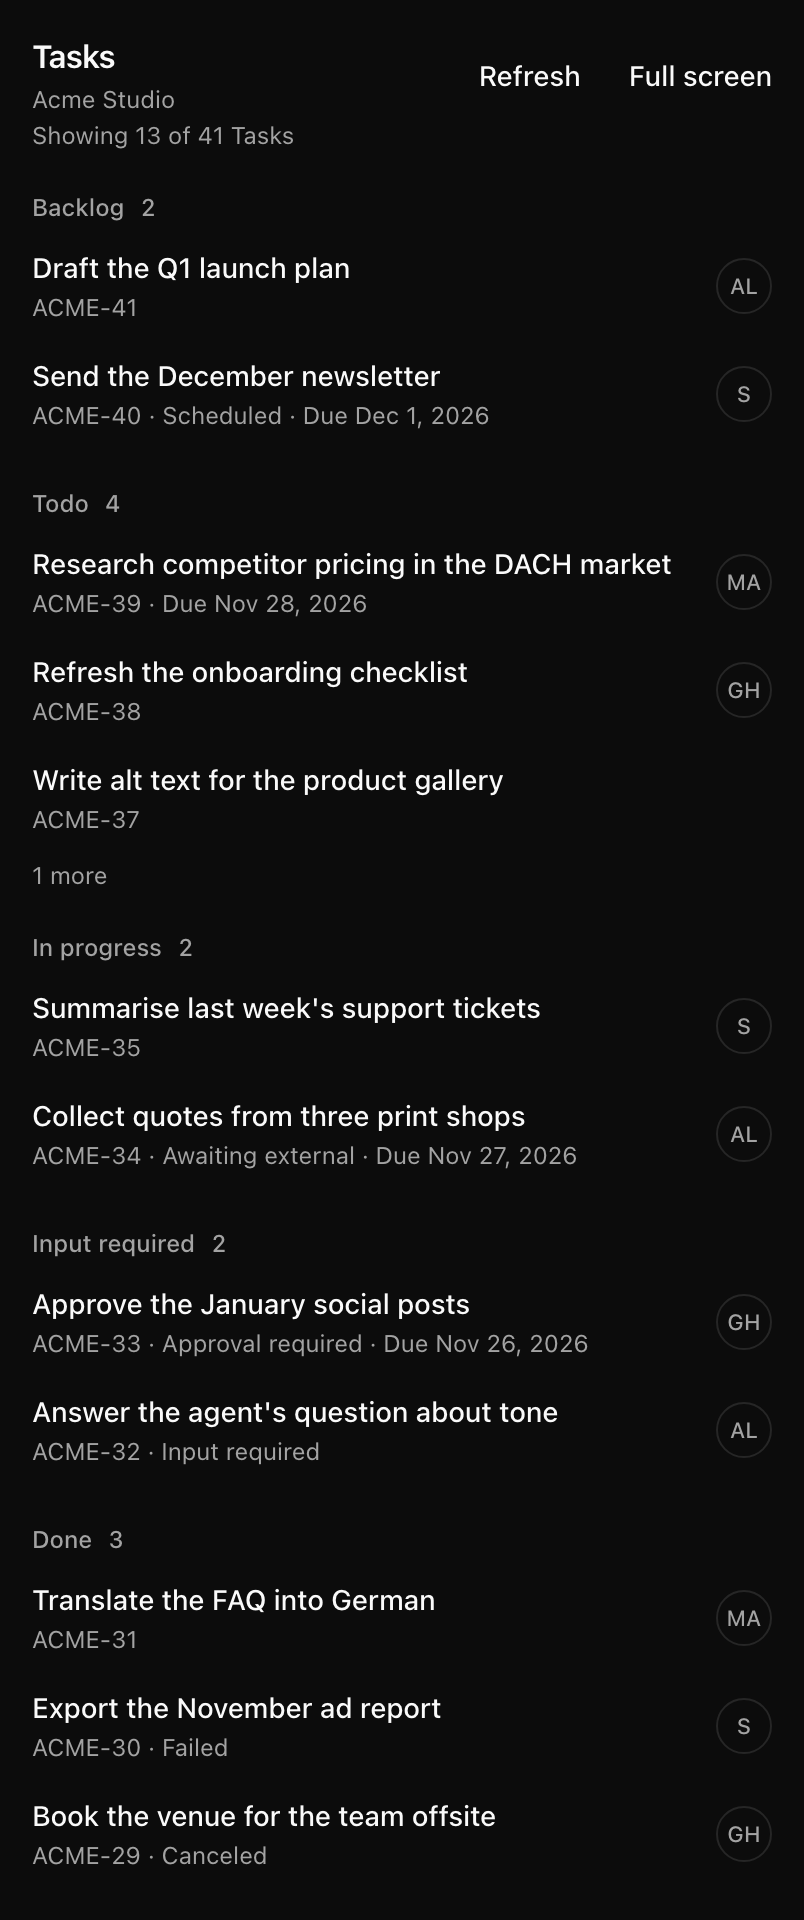 Tasks
Refresh
Full screen
Acme Studio
Showing 13 of 41 Tasks
Backlog 2
Draft the Q1 launch plan
AL
ACME-41
Send the December newsletter
S
ACME-40 · Scheduled · Due Dec 1, 2026
Todo 4
Research competitor pricing in the DACH market
MA
ACME-39 · Due Nov 28, 2026
Refresh the onboarding checklist
GH
ACME-38
Write alt text for the product gallery
ACME-37
1 more
In progress 2
Summarise last week's support tickets
S
ACME-35
Collect quotes from three print shops
AL
ACME-34 · Awaiting external · Due Nov 27, 2026
Input required 2
Approve the January social posts
GH
ACME-33 · Approval required · Due Nov 26, 2026
Answer the agent's question about tone
AL
ACME-32 · Input required
Done 3
Translate the FAQ into German
MA
ACME-31
Export the November ad report
S
ACME-30 · Failed
Book the venue for the team offsite
GH
ACME-29 · Canceled